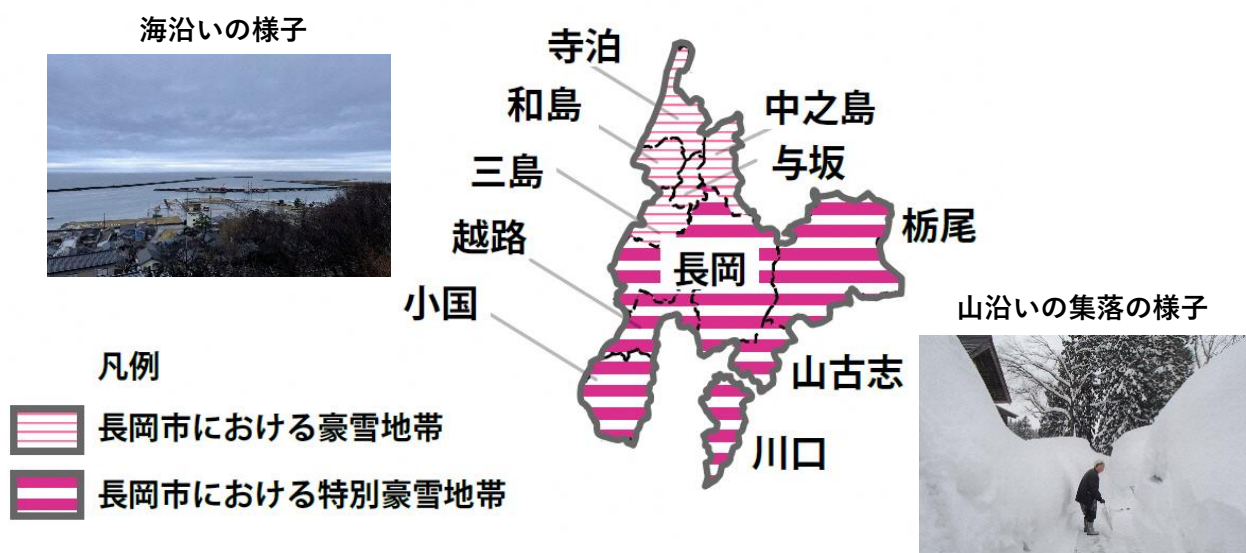 海沿いの様子
寺泊
和島
中之島
与坂
三島
越路
栃尾
長岡
小国
山沿いの集落の様子
凡例
山古志
長岡市における豪雪地帯
川口
長岡市における特別豪雪地帯